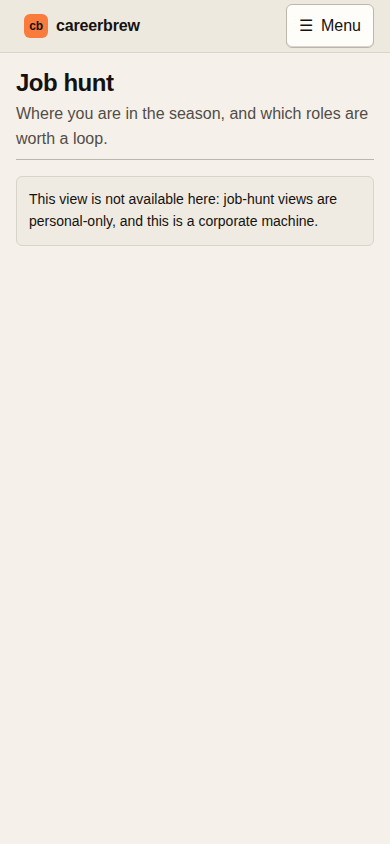 cb careerbrew
☰ Menu
Job hunt
Where you are in the season, and which roles are
worth a loop.
This view is not available here: job-hunt views are
personal-only, and this is a corporate machine.